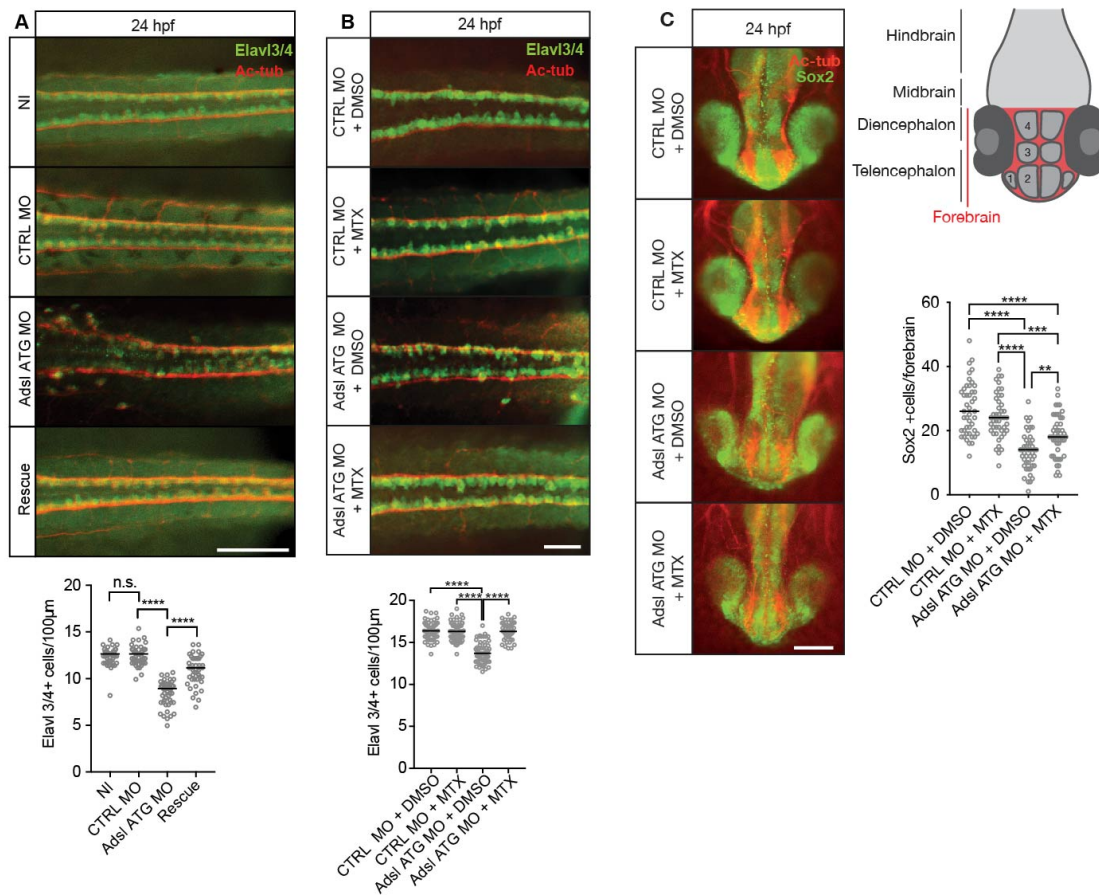 A
24 hpf
Elavl3/4
Ac-tub
NI
CTRL MO
Adsl ATG MO
Rescue
n.s.
****
****
20
15
10
5
0
Elavl 3/4+ cells/100µm
NI
CTRL MO
Adsl ATG MO
Rescue
B
24 hpf
Elavl3/4
Ac-tub
CTRL MO
+ DMSO
CTRL MO
+ MTX
Adsl ATG MO
+ DMSO
Adsl ATG MO
+ MTX
****
**** ****
20
15
10
5
0
Elavl 3/4+ cells/100µm
CTRL MO + DMSO
CTRL MO + MTX
Adsl ATG MO + DMSO
Adsl ATG MO + MTX
C
24 hpf
Ac-tub
Sox2
CTRL MO
+ DMSO
CTRL MO
+ MTX
Adsl ATG MO
+ DMSO
Adsl ATG MO
+ MTX
Hindbrain
Midbrain
Diencephalon
Telencephalon
Forebrain
4
3
1 2
****
****
***
****
**
60
40
20
0
Sox2 +cells/forebrain
CTRL MO + DMSO
CTRL MO + MTX
Adsl ATG MO + DMSO
Adsl ATG MO + MTX